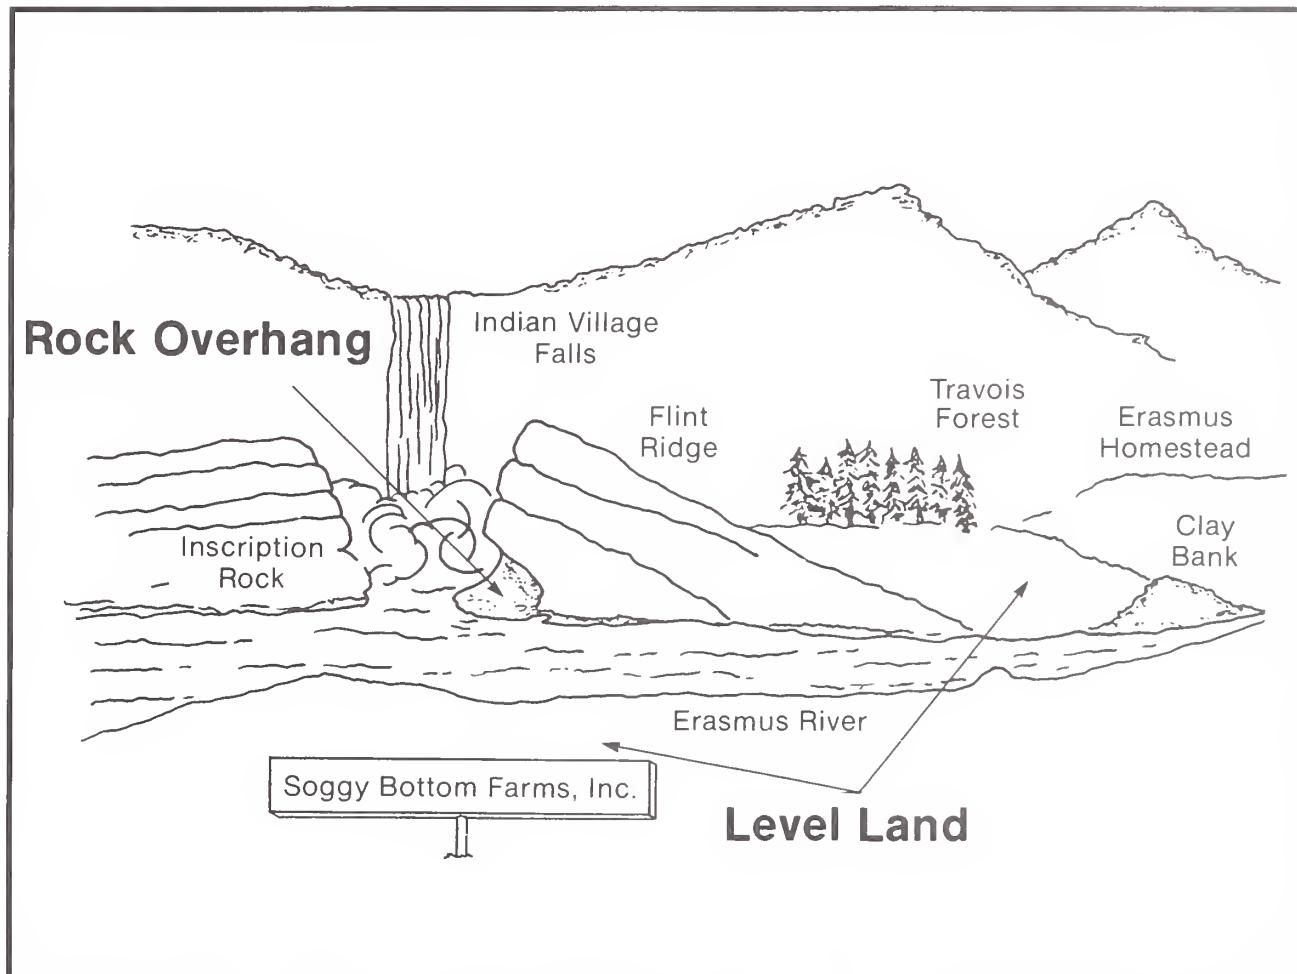 Rock Overhang
Indian Village
Falls
Travois
Forest
Flint
Ridge
Erasmus
Homestead
Inscription
Rock
Clay
Bank
Erasmus River
Soggy Bottom Farms, Inc.
Level Land